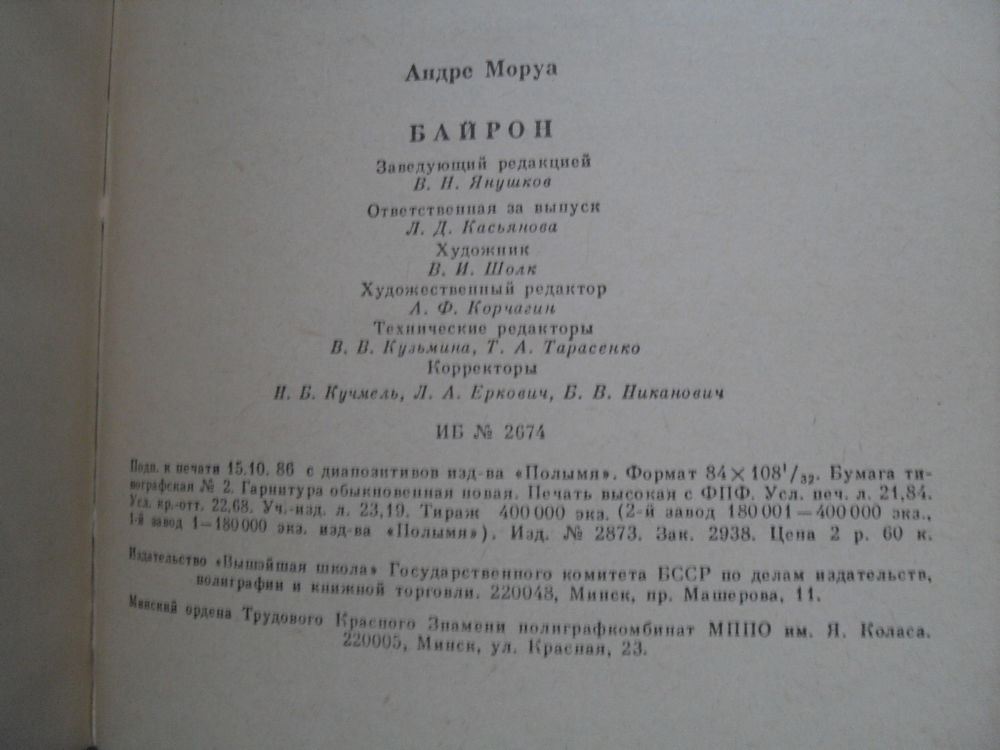 Андре Моруа
БАЙРОН
Заведующий редакцией
В. Н. Янушков
Ответственная за выпуск
Л. Д. Касьянова
Художник
В. И. Шолк
Художественный редактор
А. Ф. Корчагин
Технические редакторы
В. В. Кузьмина, Т. А. Тарасенко
Корректоры
Н. Б. Кучмель, Л. А. Еркович, Б. В. Никанович
ИБ № 2674
Подп. к печати 15.10. 86 с диапозитивов изд-ва «Полымя». Формат 84×108¹/₃₂. Бумага ти-
пографская № 2. Гарнитура обыкновенная новая. Печать высокая с ФПФ. Усл. печ. л. 21,84.
Усл. кр.-отт. 22,68. Уч.-изд. л. 23,19. Тираж 400 000 экз. (2-й завод 180 001—400 000 экз.,
1-й завод 1—180 000 экз. изд-ва «Полымя»). Изд. № 2873. Зак. 2938. Цена 2 р. 60 к.
Издательство «Вышэйшая школа» Государственного комитета БССР по делам издательств,
полиграфии и книжной торговли. 220048, Минск, пр. Машерова, 11.
Минский ордена Трудового Красного Знамени полиграфкомбинат МППО им. Я. Коласа.
220005, Минск, ул. Красная, 23.